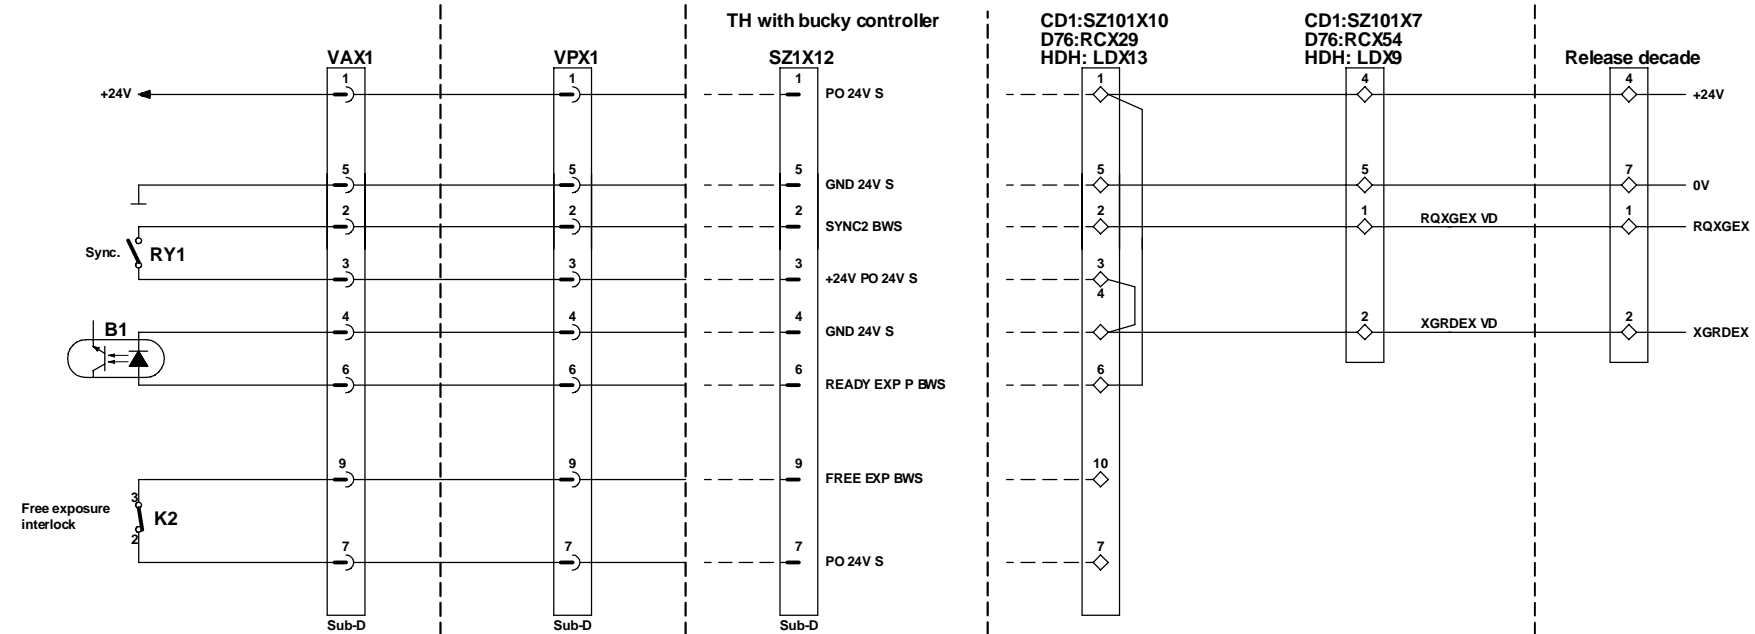 TH with bucky controller
CD1:SZ101X10
D76:RCX29
HDH: LDX13
CD1:SZ101X7
D76:RCX54
HDH: LDX9
VAX1
VPX1
SZ1X12
Release decade
1 1 1 1 4 4
+24V
PO 24V S
+24V
5 5 5 5 5 7
GND 24V S
0V
2 2 2 2 1 1
SYNC2 BWS
RQXGEX VD
RQXGEX
Sync. RY1
3 3 3 3
+24V PO 24V S
4
B1
4 4 4 2 2
GND 24V S
XGRDEX VD
XGRDEX
6 6 6 6
READY EXP P BWS
9 9 9 10
FREE EXP BWS
Free exposure
interlock
3
K2
2
7 7 7 7
PO 24V S
Sub-D Sub-D Sub-D